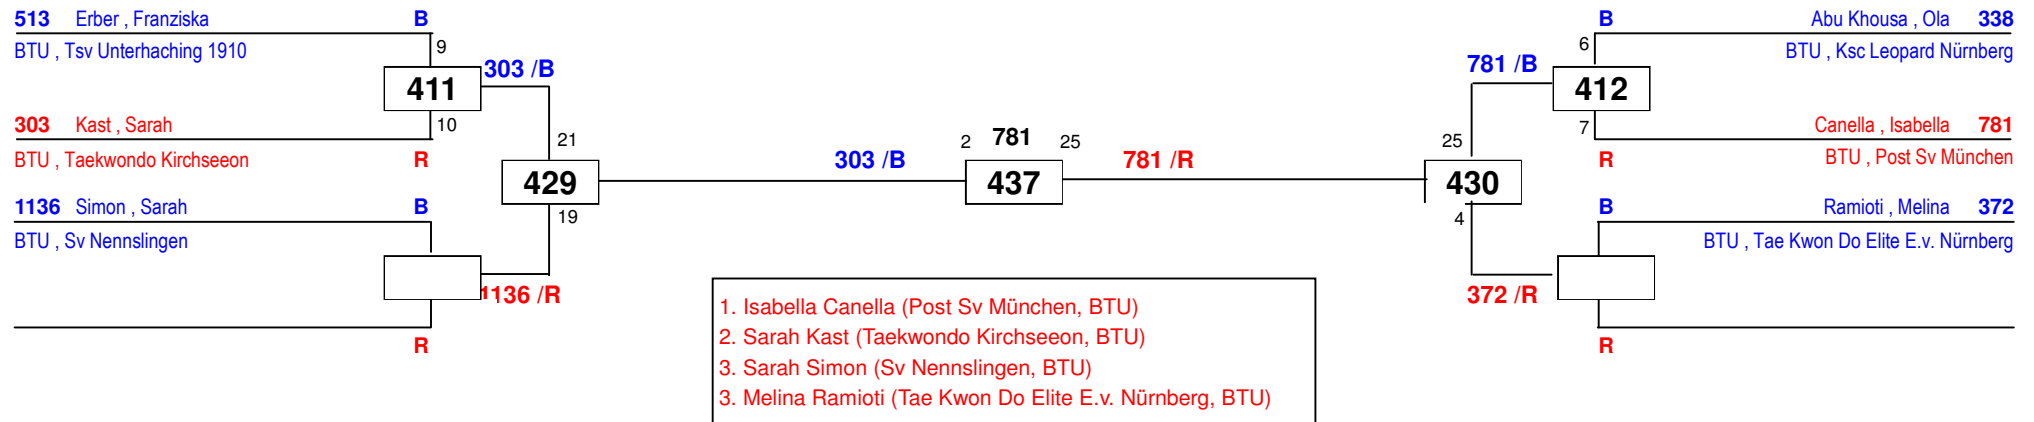 513 Erber , Franziska B
BTU , Tsv Unterhaching 1910
9
411
303 /B
303 Kast , Sarah
10
BTU , Taekwondo Kirchseeon R
21
429
19
1136 Simon , Sarah B
BTU , Sv Nennslingen
1136 /R
R
303 /B
2 781 25
437
781 /R
B Abu Khousa , Ola 338
6
BTU , Ksc Leopard Nürnberg
781 /B
412
Canella , Isabella 781
7
R BTU , Post Sv München
25
430
4
B Ramioti , Melina 372
BTU , Tae Kwon Do Elite E.v. Nürnberg
372 /R
R
1. Isabella Canella (Post Sv München, BTU)
2. Sarah Kast (Taekwondo Kirchseeon, BTU)
3. Sarah Simon (Sv Nennslingen, BTU)
3. Melina Ramioti (Tae Kwon Do Elite E.v. Nürnberg, BTU)